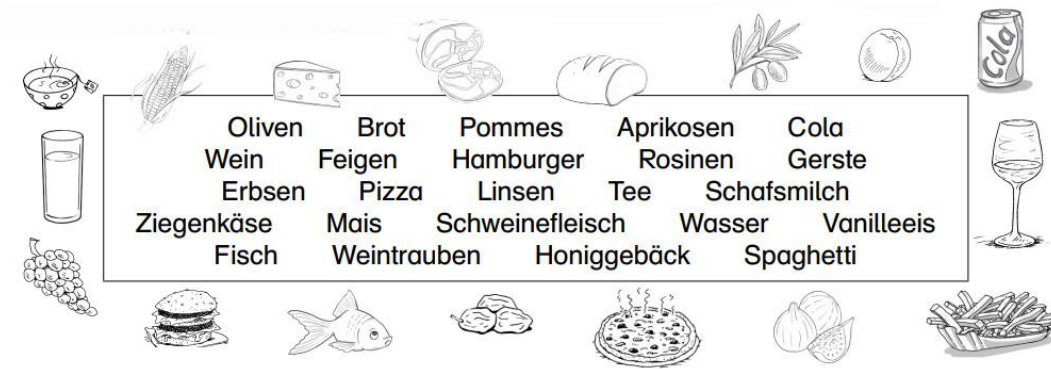 Cola
Oliven Brot Pommes Aprikosen Cola
Wein Feigen Hamburger Rosinen Gerste
Erbsen Pizza Linsen Tee Schafsmilch
Ziegenkäse Mais Schweinefleisch Wasser Vanilleeis
Fisch Weintrauben Honiggebäck Spaghetti